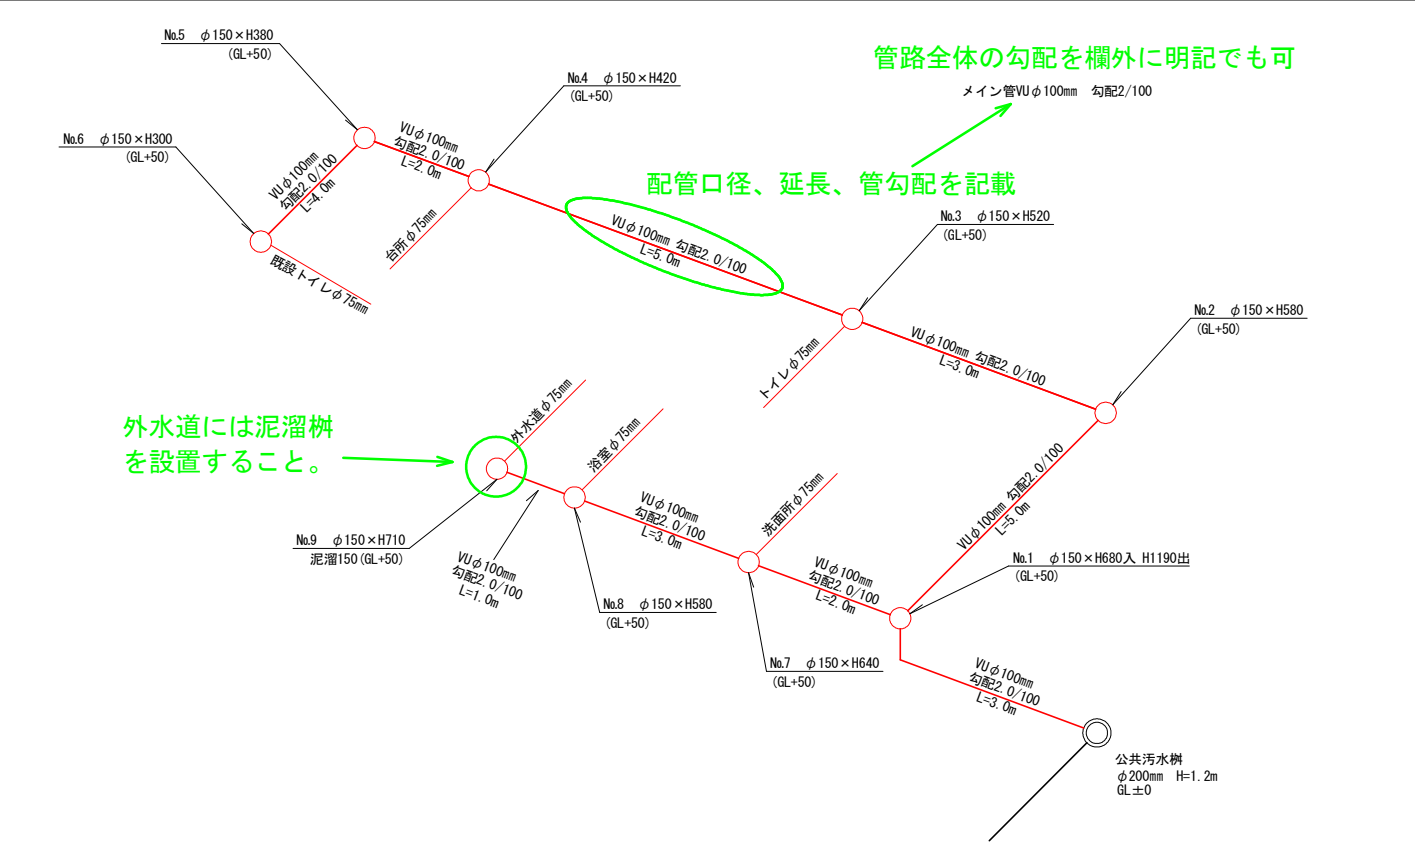 No.5 φ150×H380
(GL+50)
管路全体の勾配を欄外に明記でも可
メイン管VUφ100mm 勾配2/100
No.4 φ150×H420
(GL+50)
No.6 φ150×H300
(GL+50)
VUφ100mm
勾配2.0/100
L=2.0m
VUφ100mm
勾配2.0/100
L=4.0m
配管口径、延長、管勾配を記載
台所φ75mm
既設トイレφ75mm
VUφ100mm 勾配2.0/100
L=5.0m
No.3 φ150×H520
(GL+50)
No.2 φ150×H580
(GL+50)
トイレφ75mm
VUφ100mm 勾配2.0/100
L=3.0m
外水道には泥溜桝
を設置すること。
外水道φ75mm
浴室φ75mm
洗面所φ75mm
VUφ100mm 勾配2.0/100
L=5.0m
No.9 φ150×H710
泥溜150(GL+50)
VUφ100mm
勾配2.0/100
L=1.0m
VUφ100mm
勾配2.0/100
L=3.0m
VUφ100mm
勾配2.0/100
L=2.0m
No.1 φ150×H680入 H1190出
(GL+50)
No.8 φ150×H580
(GL+50)
No.7 φ150×H640
(GL+50)
VUφ100mm
勾配2.0/100
L=3.0m
公共汚水桝
φ200mm H=1.2m
GL±0